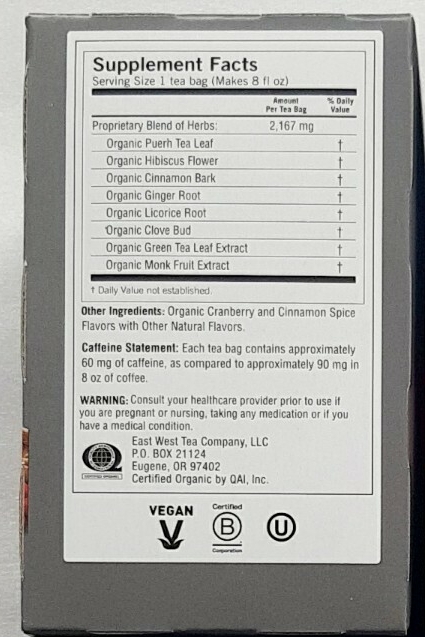 Supplement Facts
Serving Size 1 tea bag (Makes 8 fl oz)
Amount Per Tea Bag % Daily Value
Proprietary Blend of Herbs: 2,167 mg
Organic Puerh Tea Leaf †
Organic Hibiscus Flower †
Organic Cinnamon Bark †
Organic Ginger Root †
Organic Licorice Root †
Organic Clove Bud †
Organic Green Tea Leaf Extract †
Organic Monk Fruit Extract †
† Daily Value not established.
Other Ingredients: Organic Cranberry and Cinnamon Spice
Flavors with Other Natural Flavors.
Caffeine Statement: Each tea bag contains approximately
60 mg of caffeine, as compared to approximately 90 mg in
8 oz of coffee.
WARNING: Consult your healthcare provider prior to use if
you are pregnant or nursing, taking any medication or if you
have a medical condition.
East West Tea Company, LLC
P.O. BOX 21124
Eugene, OR 97402
Certified Organic by QAI, Inc.
Q
CERTIFIED ORGANIC
VEGAN
V
Certified
B
Corporation
U